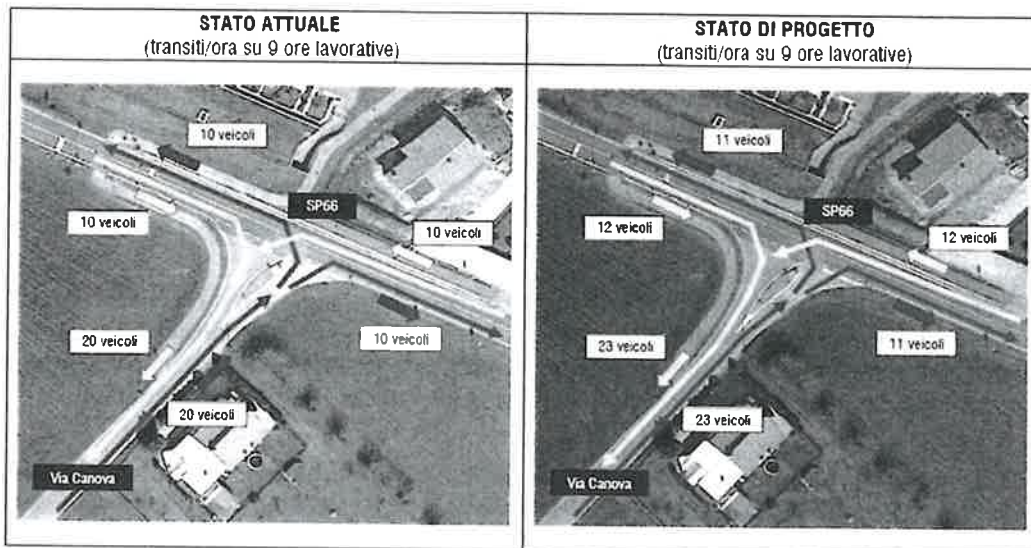 STATO ATTUALE
(transiti/ora su 9 ore lavorative)
10 veicoli
SP66
10 veicoli
10 veicoli
20 veicoli
10 veicoli
20 veicoli
Via Canova
STATO DI PROGETTO
(transiti/ora su 9 ore lavorative)
11 veicoli
SP66
12 veicoli
12 veicoli
23 veicoli
11 veicoli
23 veicoli
Via Canova